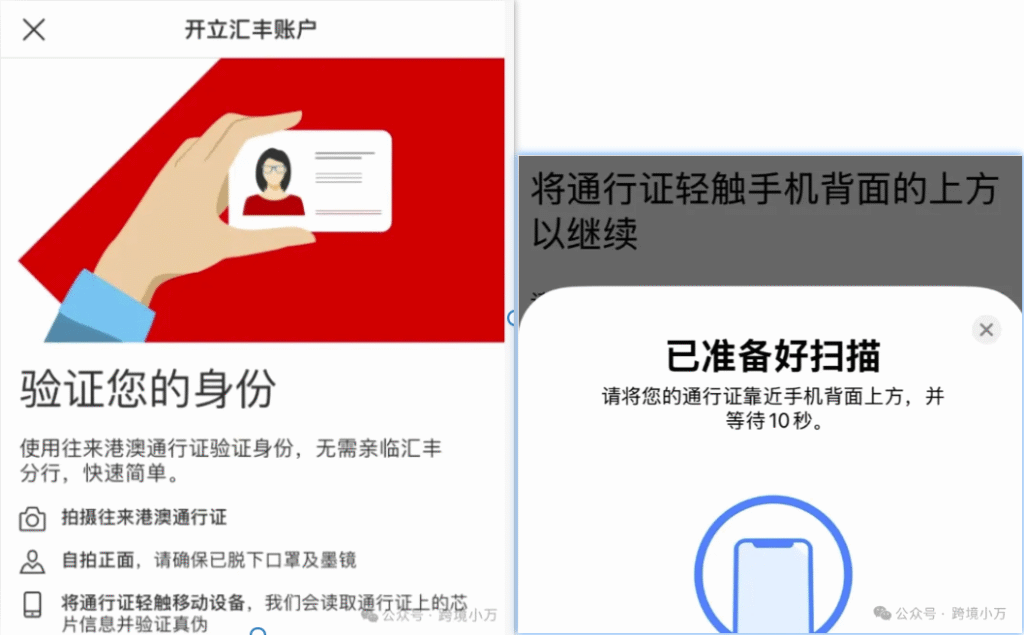 开立汇丰账户
验证您的身份
使用往来港澳通行证验证身份，无需亲临汇丰
分行，快速简单。
拍摄往来港澳通行证
自拍正面，请确保已脱下口罩及墨镜
将通行证轻触移动设备，我们会读取通行证上的芯
片信息并验证真伪
公众号 · 跨境小万
将通行证轻触手机背面的上方
以继续
已准备好扫描
请将您的通行证靠近手机背面上方，并
等待 10 秒。
公众号 · 跨境小万